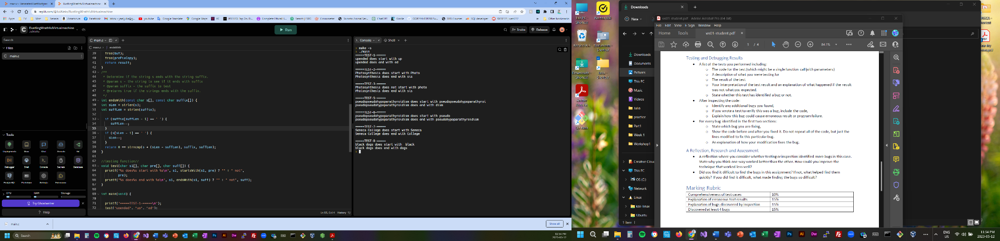 main.c - VeneratedAlertPostgre
BustlingWrathfulVirtualmachine
replit.com/@JulAleks/BustlingWrathfulVirtualmachine
Apps
TV
Misc
Seneca
Amazon.ca
Facebook
youtube
Google Translate
Google Maps
PC
Search | EWG
Cronometer
ChatGPT
Kindle
DBS Courses
SQL developer
WEB222 | web222
Other bookmarks
BustlingWrathfulVirtualmachine
JulAleks
Run
Invite
Release
Search
Files
main.c
Tools
Deployments
Docs
Chat
Threads
Git
Debugger
Shell
Console
Secrets
Database
PostgreSQL
Markdown
Settings
Extensions
CPU
RAM
Storage
Try Ghostwriter
Help
main.c
main.c > endsWith
39 free(buf);
40 free(preFixCopy);
41 return result;
42 }
43 /**
44 * Determine if the string s ends with the string suffix.
45 * @param s - the string to see if it ends with suffix
46 * @param suffix - the suffix to test
47 * @returns true if the strings ends with the suffix.
48 */
49 int endsWith(const char s[], const char suffix[]) {
50 int sLen = strlen(s);
51 int suffLen = strlen(suffix);
52
53 if (suffix[suffLen - 1] == ' ') {
54 suffLen--;
55 }
56 if (s[sLen - 1] == ' ') {
57 sLen--;
58 }
59 return 0 == strncmp(s + (sLen - suffLen), suffix, suffLen);
60 }
61
62 //testing function//
63 void test(char s1[], char pre[], char suff[]) {
64 printf("%s does%s start with %s\n", s1, startsWith(s1, pre) ? "" : " not",
65 pre);
66 printf("%s does%s end with %s\n", s1, endsWith(s1, suff) ? "" : " not", suff);
67 }
68
69 int main(void) {
70
71 printf("=====TEST-1-=====\n");
72 test("upended", "up", "ed");
Ln 55, Col 4 History
Console
Shell
make -s
./main
=====TEST-1-=====
upended does start with up
upended does end with ed
=====TEST-2-=====
Photosynthesis does start with Photo
Photosynthesis does end with sis
=====TEST-3-=====
Photosynthesis does not start with photo
Photosynthesis does end with sis
=====TEST-5-=====
pseudopseudohypoparathyroidism does start with pseudopseudohypoparathyroi
pseudopseudohypoparathyroidism does end with dism
=====TEST-6-=====
pseudopseudohypoparathyroidism does start with pseudo
pseudopseudohypoparathyroidism does end with pseudohypoparathyroidism
=====TEST-7-=====
Seneca College does start with Seneca
Seneca College does end with College
=====TEST-8-=====
black dogs does start with  black
black dogs does end with dogs
main.c
Show all
Search
11:54 PM
2023-05-12
This PC - Shortcut
Norton 360
Recycle Bin
Documents - Shortcut
Downloads - Shortcut
Julia - Shortcut
Adobe Acrobat
Git Bash
Downloads
New
Downloads
Documents
Pictures
This PC
Music
Videos
Julia
practice
Part1
Week 1
Workshop1
Creative Cloud
This PC
OS (C:)
Network
Linux
kali-linux
Ubuntu
1 item
ws01-student.pdf - Adobe Acrobat Pro (64-bit)
File Edit View E-Sign Window Help
Home
Tools
ws01-student.pdf
3 / 4
84.1%
Testing and Debugging Results
• A list of the tests you performed including:
o The code for the test (which might be a single function call with parameters)
o A description of what you were testing for
o The result of the test
o Your interpretation of the test result and an explanation of what happened if the result
was not what you expected.
o State whether this test has identified a bug or not.
• After inspecting the code:
o Identify any additional bugs you found,
o If you wrote a test to verify this was a bug, include the code,
o Explain how this bug could cause erroneous result or program failure.
• For every bug identified in the first two sections:
o State which bug you are fixing,
o Show the code before and after you fixed it. Do not repeat all of the code, but just the
lines modified to fix this particular bug.
o An explanation of how your modification fixes the bug.
A Reflection, Research and Assessment
• A reflection where you consider whether testing or inspection identified more bugs in this case.
State why you think one way worked better than the other. How could you improve the
technique that worked less well?
• Did you find it difficult to find the bugs in this assignment? If not, what helped find them
quickly? If you did find it difficult, what made finding the bugs so difficult?
Marking Rubric
Comprehensiveness of test cases 10%
Explanation of erroneous test results 15%
Explanation of bugs discovered by inspection 15%
Discovered at least 4 bugs 15%
ENG
US
11:54 PM
2023-05-12